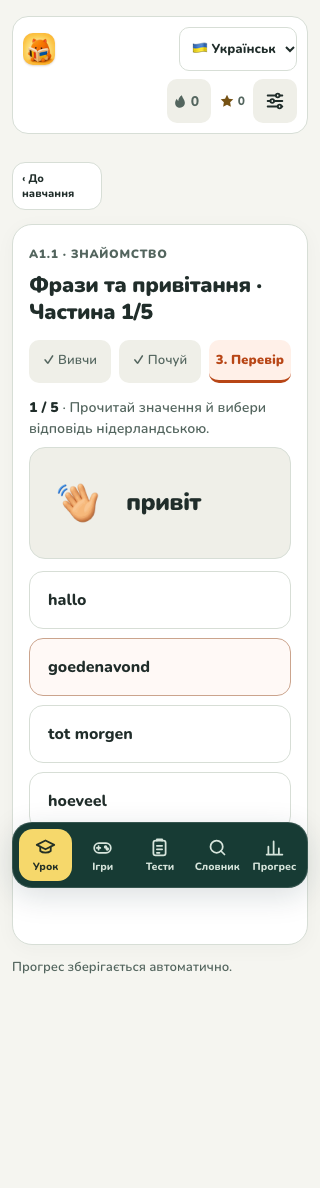 Українськ
0
0
‹ До
навчання
A1.1 · ЗНАЙОМСТВО
Фрази та привітання ·
Частина 1/5
✓ Вивчи
✓ Почуй
3. Перевір
1 / 5 · Прочитай значення й вибери
відповідь нідерландською.
привіт
hallo
goedenavond
tot morgen
hoeveel
Урок
Ігри
Тести
Словник
Прогрес
Прогрес зберігається автоматично.